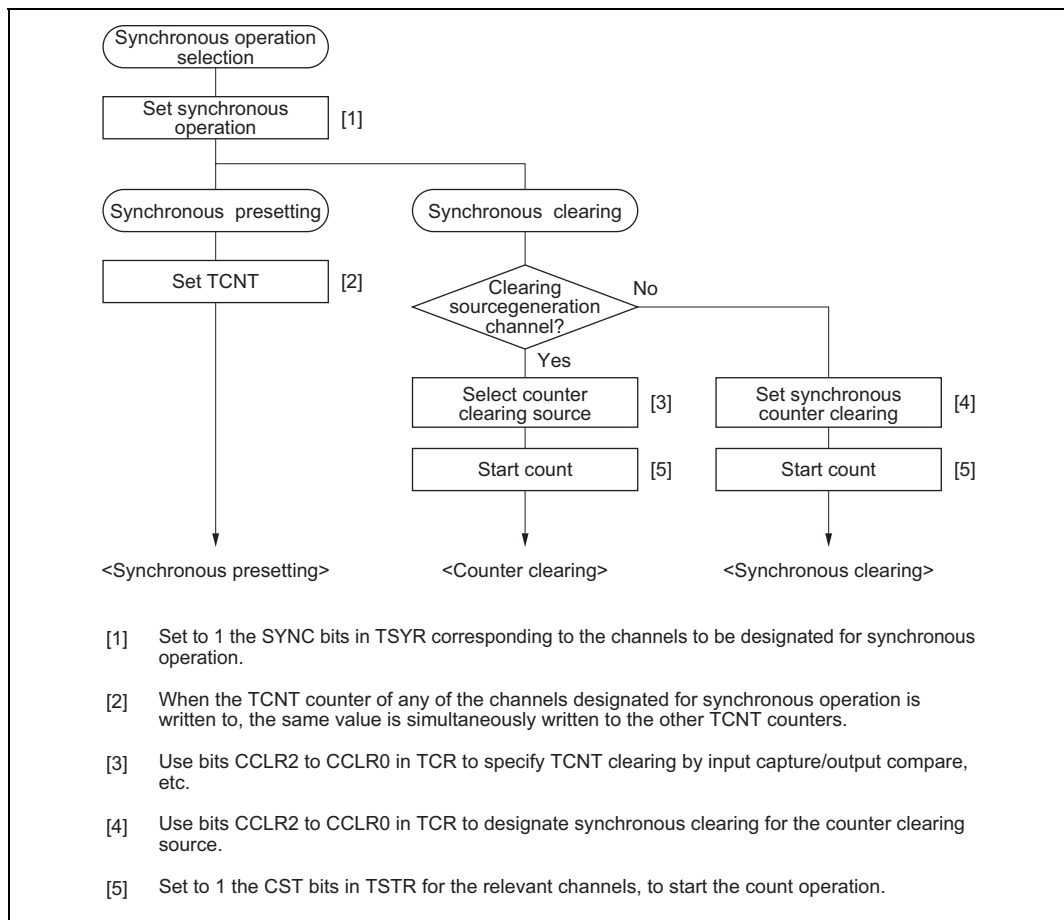 Synchronous operation
selection
Set synchronous
operation
[1]
Synchronous presetting
Synchronous clearing
Set TCNT
[2]
Clearing
sourcegeneration
channel?
No
Yes
Select counter
clearing source
[3]
Set synchronous
counter clearing
[4]
Start count
[5]
Start count
[5]
<Synchronous presetting>
<Counter clearing>
<Synchronous clearing>
[1] Set to 1 the SYNC bits in TSYR corresponding to the channels to be designated for synchronous
operation.
[2] When the TCNT counter of any of the channels designated for synchronous operation is
written to, the same value is simultaneously written to the other TCNT counters.
[3] Use bits CCLR2 to CCLR0 in TCR to specify TCNT clearing by input capture/output compare,
etc.
[4] Use bits CCLR2 to CCLR0 in TCR to designate synchronous clearing for the counter clearing
source.
[5] Set to 1 the CST bits in TSTR for the relevant channels, to start the count operation.